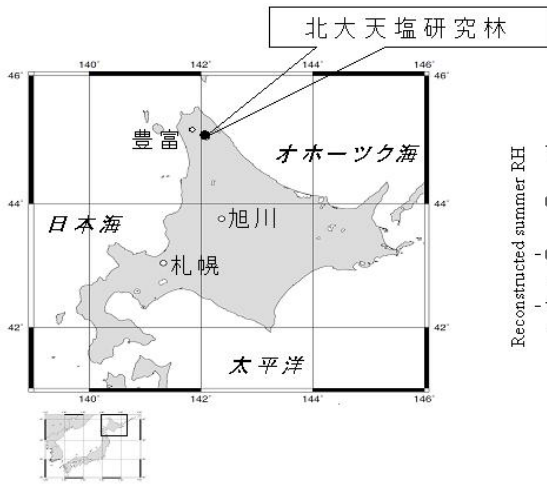 北大天塩研究林
140˚ 142˚ 144˚ 146˚
46˚ 46˚
豊富
オホーツク海
44˚ 44˚
日本海
旭川
札幌
42˚ 42˚
太平洋
140˚ 142˚ 144˚ 146˚
Reconstructed summer RH